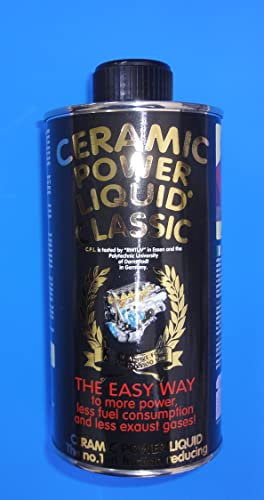 CERAMIC
POWER
LIQUID®
CLASSIC
C.P.L is tested by "RWTÜV" in Essen and the
Polytechnic University
of Darmstadt
in Germany.
THE EASY WAY
to more power,
less fuel consumption
and less exaust gases!
CERAMIC POWER LIQUID
The no.1 reducing